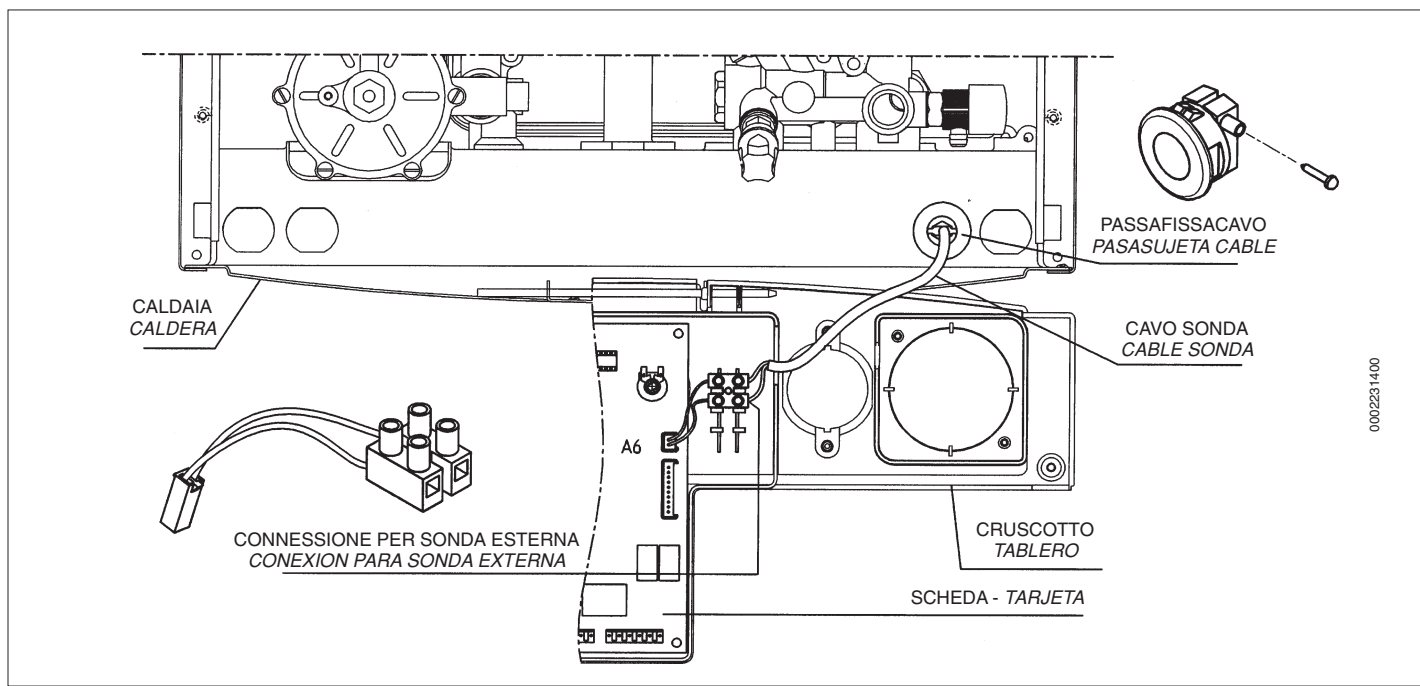 PASSAFISSACAVO
PASASUJETA CABLE
CALDAIA
CALDERA
CAVO SONDA
CABLE SONDA
0002231400
A6
CONNESSIONE PER SONDA ESTERNA
CONEXION PARA SONDA EXTERNA
CRUSCOTTO
TABLERO
SCHEDA - TARJETA